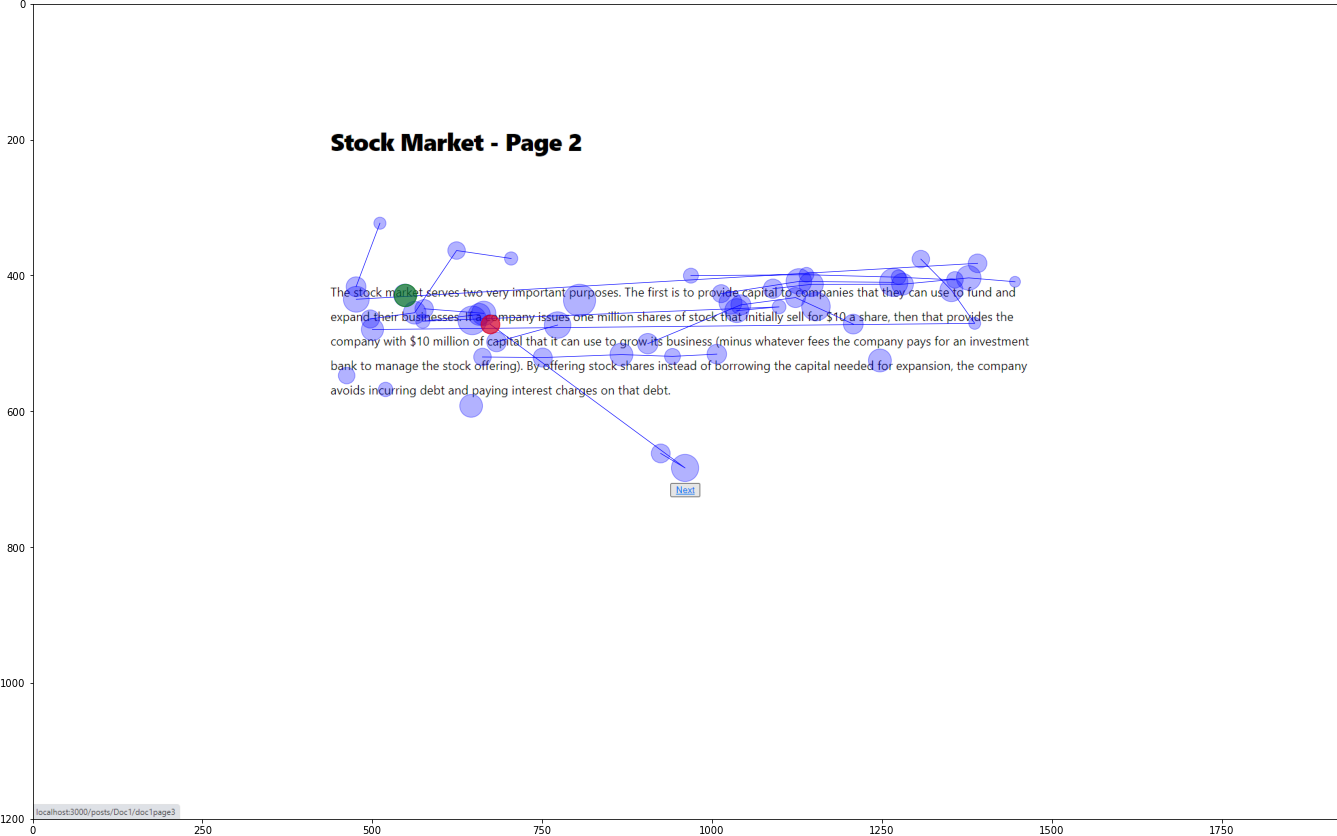 0
200
Stock Market - Page 2
400
The stock market serves two very important purposes. The first is to provide capital to companies that they can use to fund and
expand their businesses. If a company issues one million shares of stock that initially sell for $10 a share, then that provides the
company with $10 million of capital that it can use to grow its business (minus whatever fees the company pays for an investment
bank to manage the stock offering). By offering stock shares instead of borrowing the capital needed for expansion, the company
avoids incurring debt and paying interest charges on that debt.
600
Next
800
1000
localhost:3000/posts/Doc1/doc1page3
1200
0 250 500 750 1000 1250 1500 1750